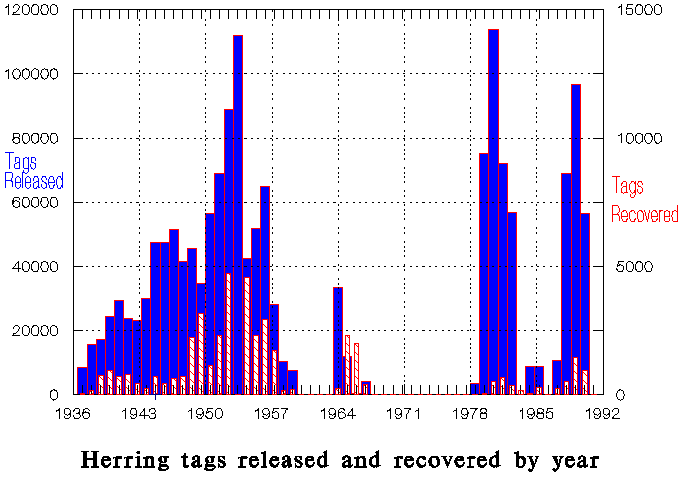 120000
15000
100000
80000
10000
Tags
Released
Tags
Recovered
60000
40000
5000
20000
0
0
1936 1943 1950 1957 1964 1971 1978 1985 1992
Herring tags released and recovered by year